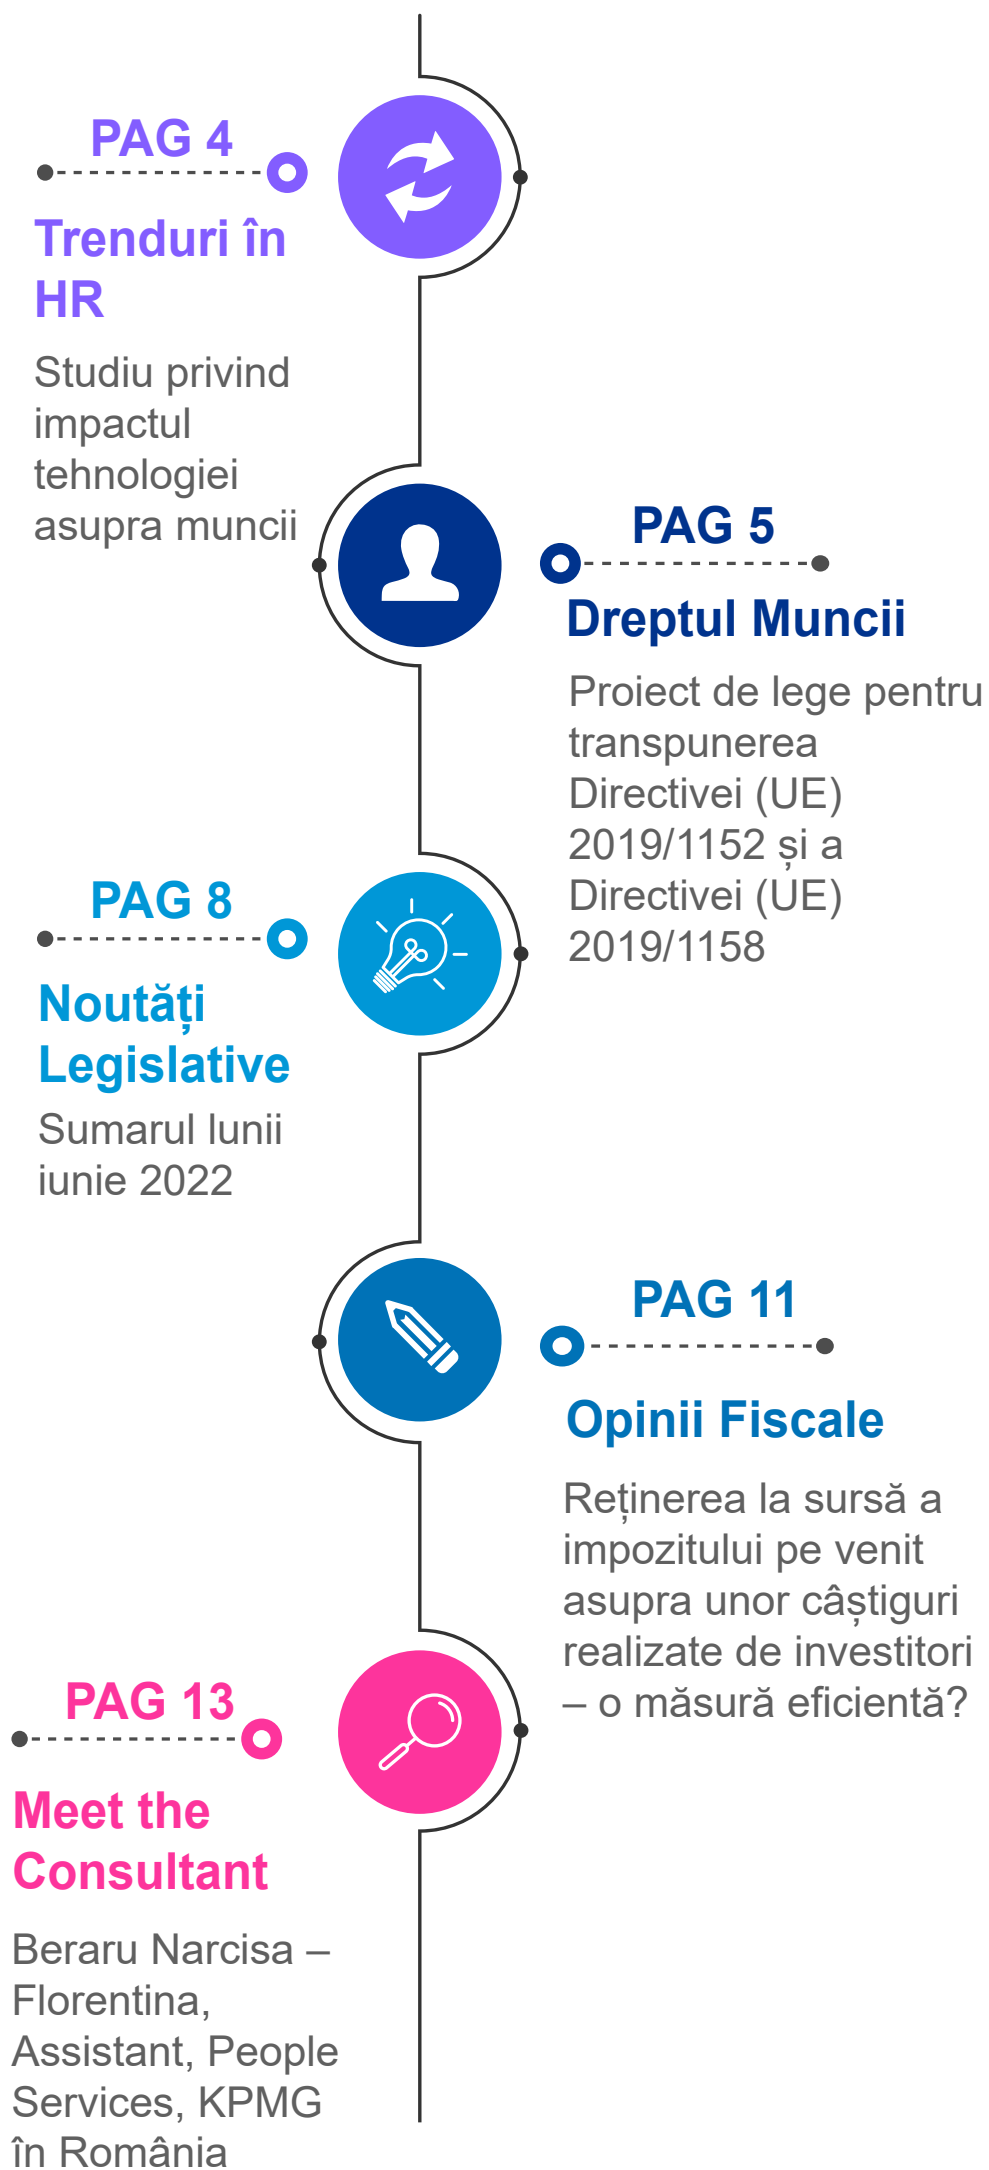 PAG 4
Trenduri în
HR
Studiu privind
impactul
tehnologiei
asupra muncii
PAG 5
Dreptul Muncii
Proiect de lege pentru
transpunerea
Directivei (UE)
2019/1152 și a
Directivei (UE)
2019/1158
PAG 8
Noutăți
Legislative
Sumarul lunii
iunie 2022
PAG 11
Opinii Fiscale
Reținerea la sursă a
impozitului pe venit
asupra unor câștiguri
realizate de investitori
– o măsură eficientă?
PAG 13
Meet the
Consultant
Beraru Narcisa –
Florentina,
Assistant, People
Services, KPMG
în România